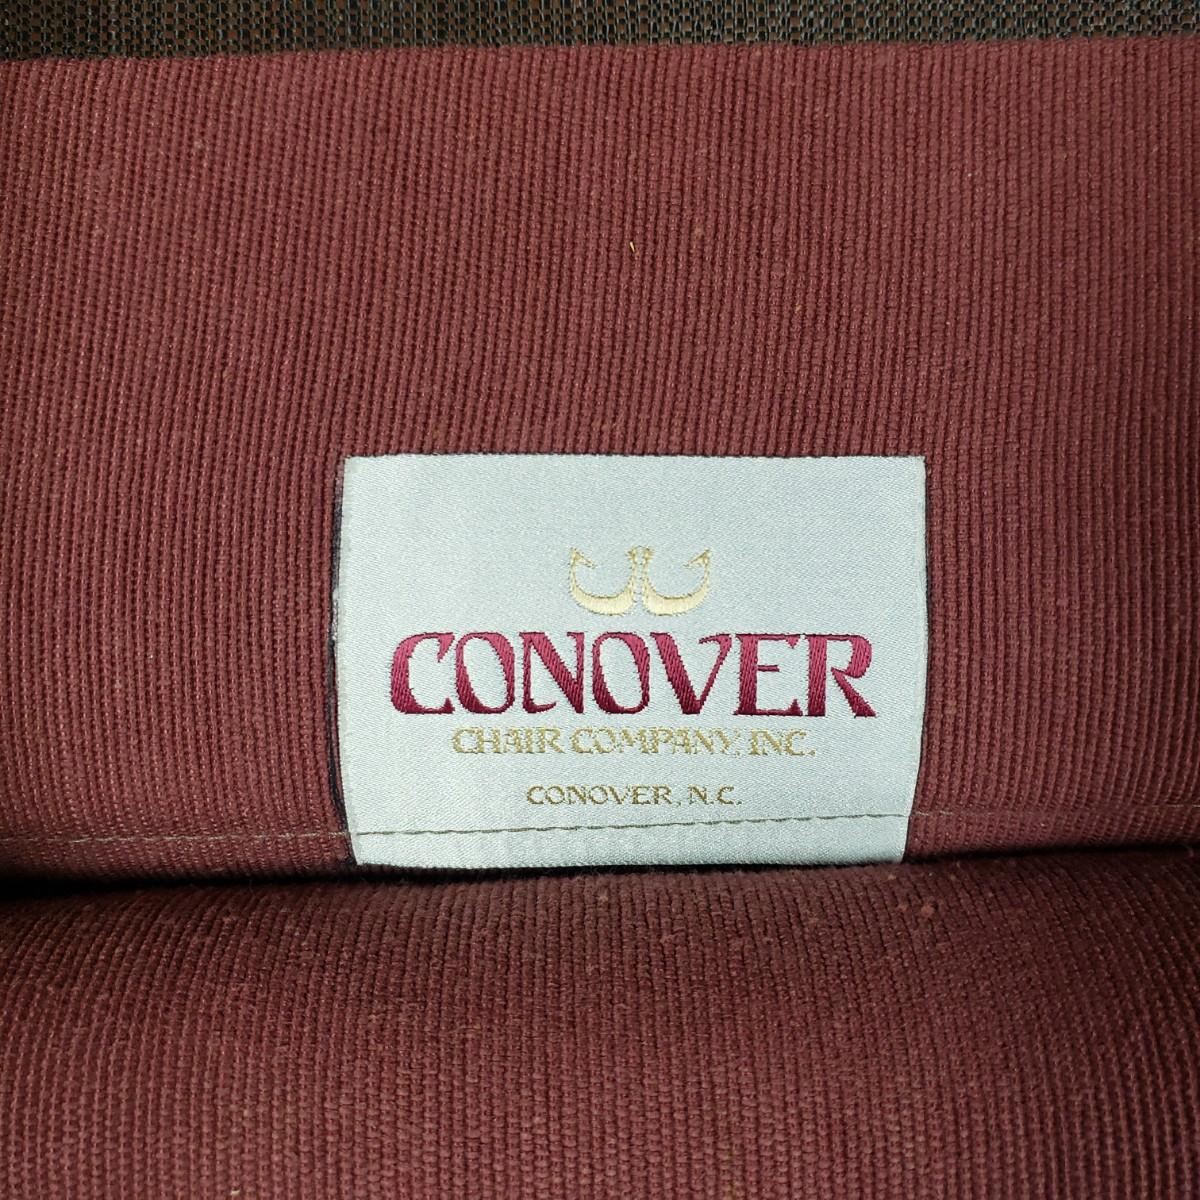 CONOVER
CHAIR COMPANY, INC.
CONOVER, N.C.